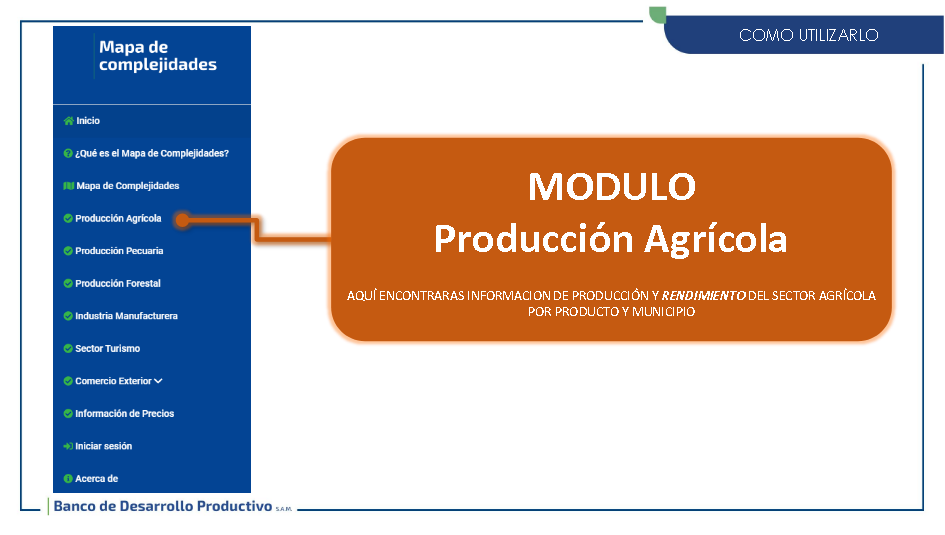 COMO UTILIZARLO
Mapa de
complejidades
Inicio
¿Qué es el Mapa de Complejidades?
Mapa de Complejidades
Producción Agrícola
Producción Pecuaria
Producción Forestal
Industria Manufacturera
Sector Turismo
Comercio Exterior
Información de Precios
Iniciar sesión
Acerca de
MODULO
Producción Agrícola
AQUÍ ENCONTRARAS INFORMACION DE PRODUCCIÓN Y RENDIMIENTO DEL SECTOR AGRÍCOLA
POR PRODUCTO Y MUNICIPIO
Banco de Desarrollo Productivo S.A.M.